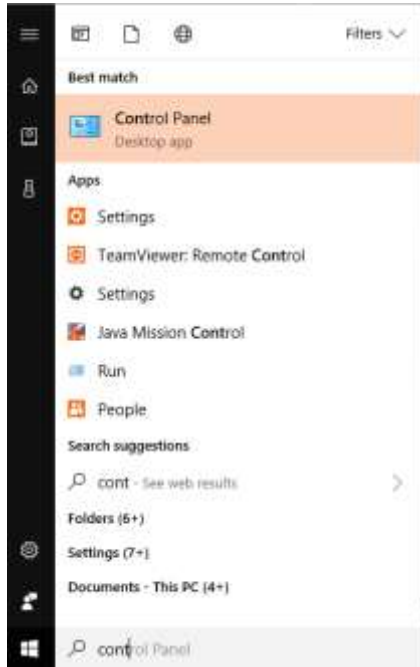 Filters
Best match
Control Panel
Desktop app
Apps
Settings
TeamViewer: Remote Control
Settings
Java Mission Control
Run
People
Search suggestions
cont - See web results
Folders (6+)
Settings (7+)
Documents - This PC (4+)
control Panel